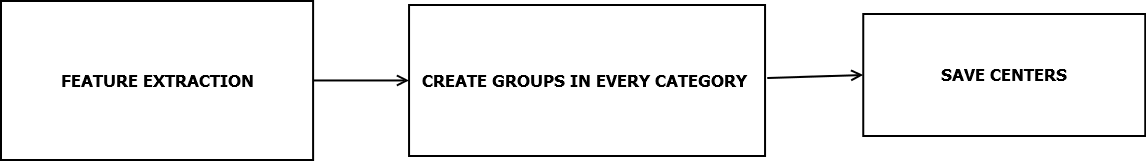 FEATURE EXTRACTION
CREATE GROUPS IN EVERY CATEGORY
SAVE CENTERS